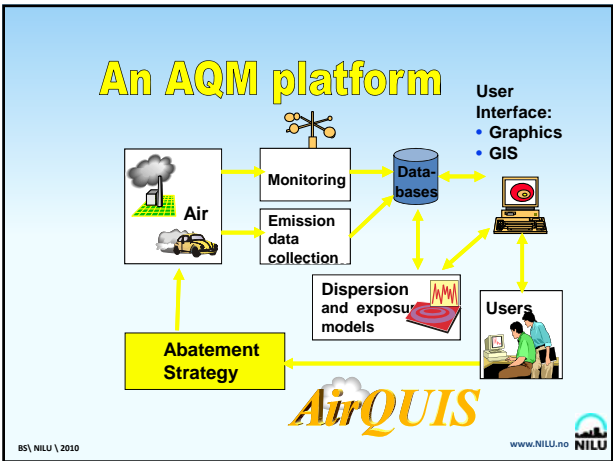 An AQM platform
User
Interface:
• Graphics
• GIS
Air
Monitoring
Data-
bases
Emission
data
collection
Dispersion
and exposur
models
Users
Abatement
Strategy
AirQUIS
BS\ NILU \ 2010
www.NILU.no
NILU